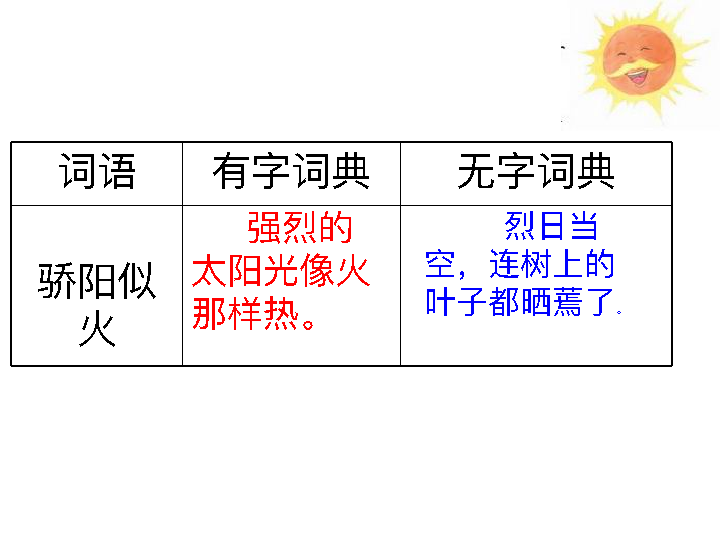 词语
有字词典
无字词典
骄阳似
火
强烈的
太阳光像火
那样热。
烈日当
空，连树上的
叶子都晒蔫了。